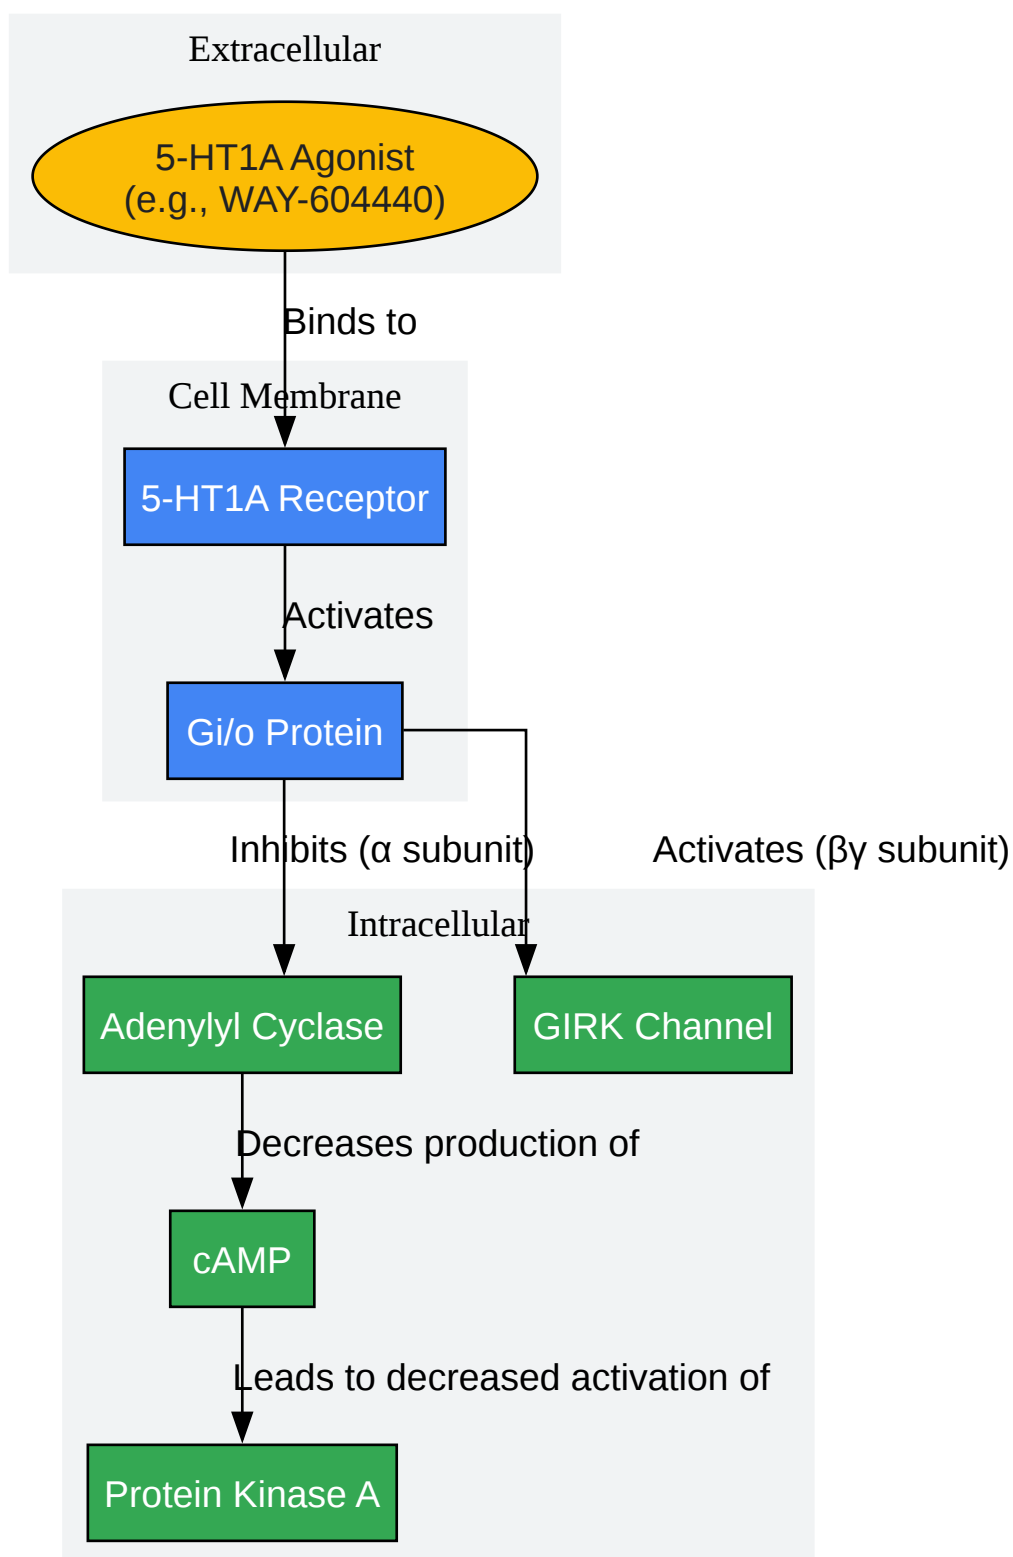 Extracellular
5-HT1A Agonist
(e.g., WAY-604440)
Binds to
Cell Membrane
5-HT1A Receptor
Activates
Gi/o Protein
Inhibits (α subunit)
Activates (βγ subunit)
Intracellular
Adenylyl Cyclase
GIRK Channel
Decreases production of
cAMP
Leads to decreased activation of
Protein Kinase A